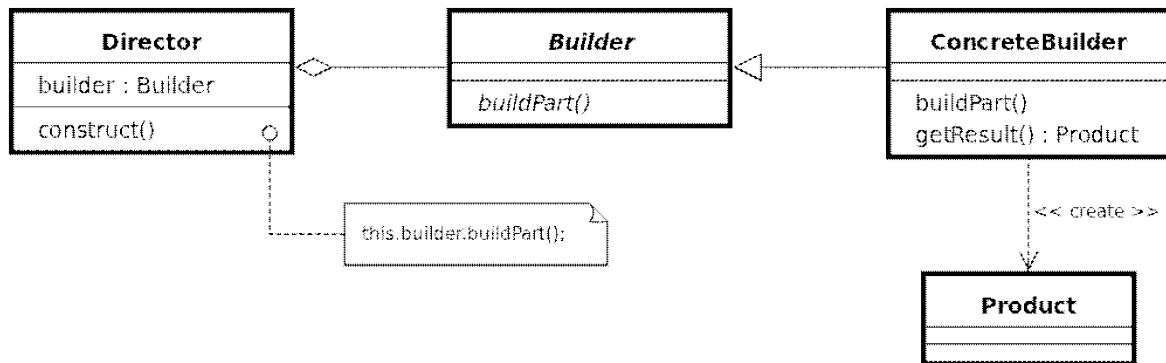 Director
builder : Builder
construct()
Builder
buildPart()
ConcreteBuilder
buildPart()
getResult() : Product
this.builder.buildPart();
<< create >>
Product